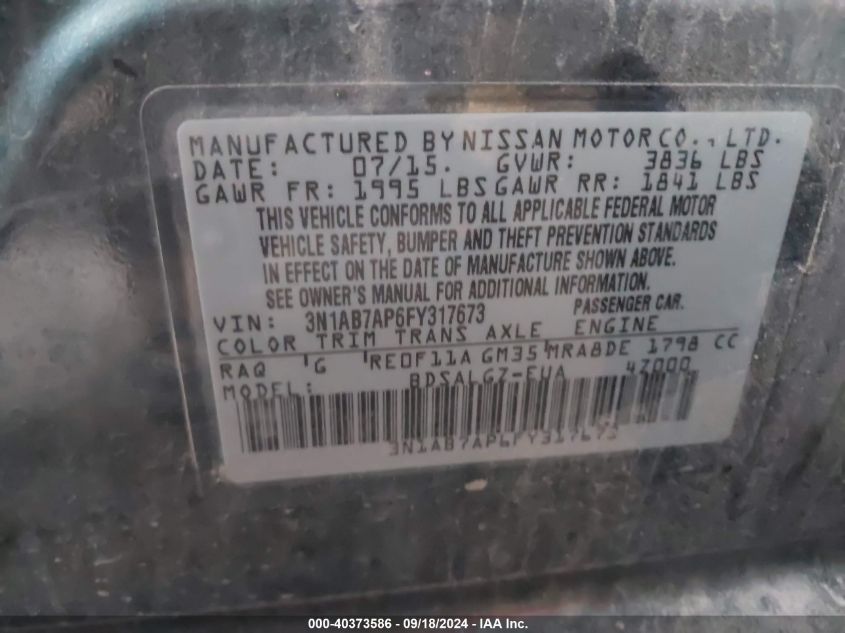 MANUFACTURED BY NISSAN MOTOR CO., LTD.
DATE: 07/15. GVWR: 3836 LBS
GAWR FR: 1995 LBS GAWR RR: 1841 LBS
THIS VEHICLE CONFORMS TO ALL APPLICABLE FEDERAL MOTOR
VEHICLE SAFETY, BUMPER AND THEFT PREVENTION STANDARDS
IN EFFECT ON THE DATE OF MANUFACTURE SHOWN ABOVE.
SEE OWNER'S MANUAL FOR ADDITIONAL INFORMATION.
VIN: 3N1AB7AP6FY317673 PASSENGER CAR.
COLOR TRIM TRANS AXLE ENGINE
RAQ G RE0F11A GM35 MRA8DE 1798 CC
MODEL: BDSALGZ-EUA 47000
3N1AB7AP6FY317673
000-40373586 - 09/18/2024 - IAA Inc.